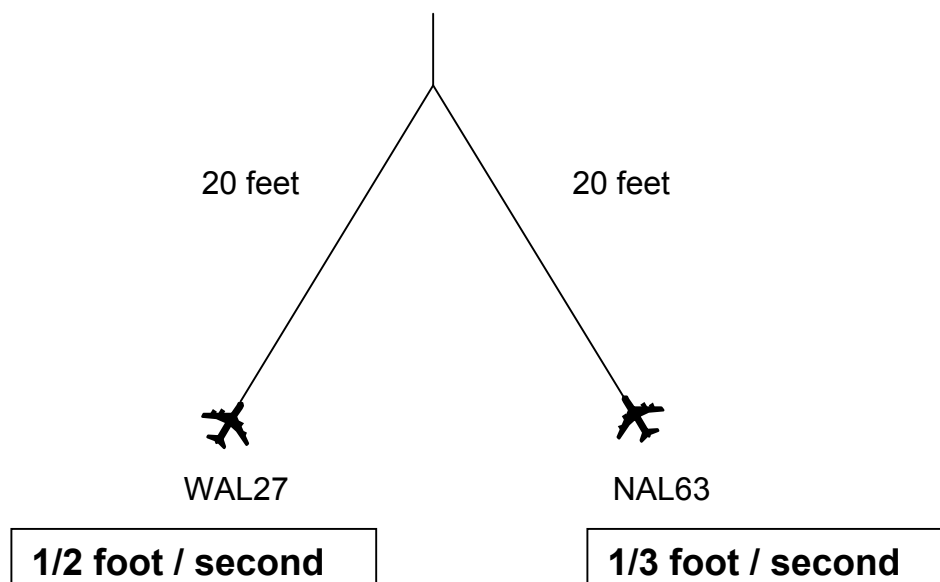 20 feet
20 feet
WAL27
NAL63
1/2 foot / second
1/3 foot / second